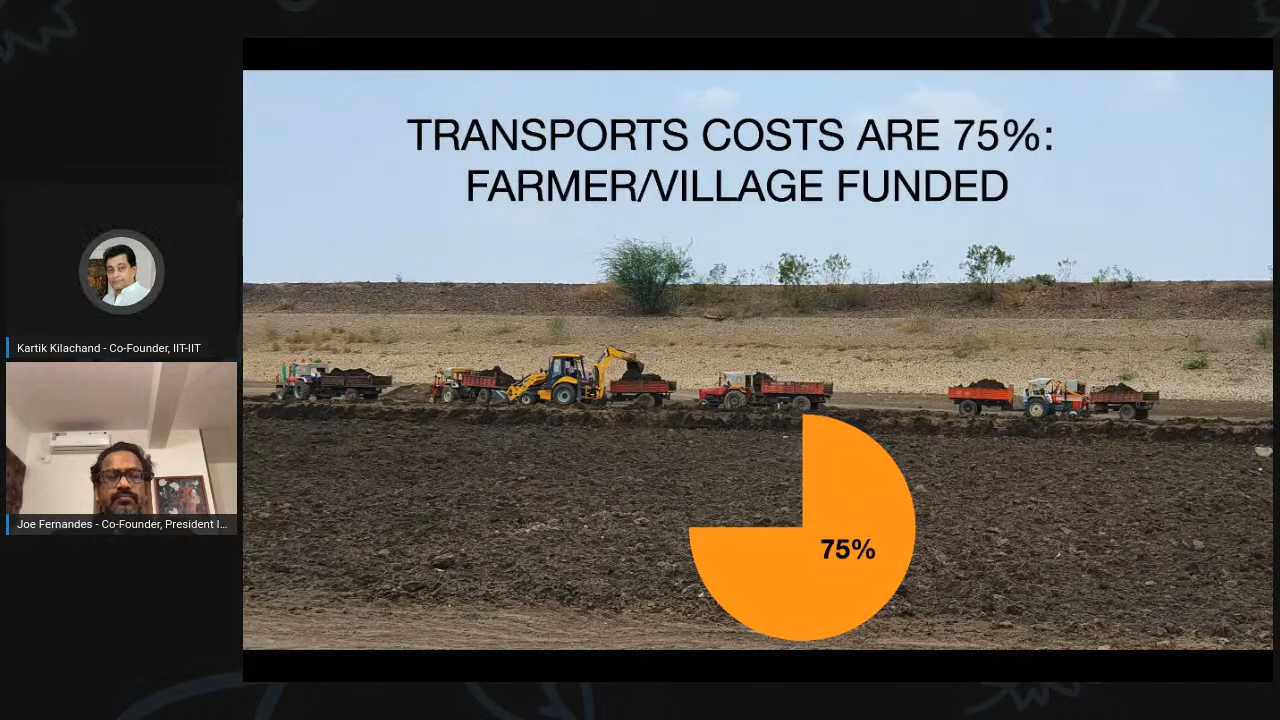 TRANSPORTS COSTS ARE 75%:
FARMER/VILLAGE FUNDED
75%
Kartik Kilachand - Co-Founder, IIT-IIT
Joe Fernandes - Co-Founder, President I...